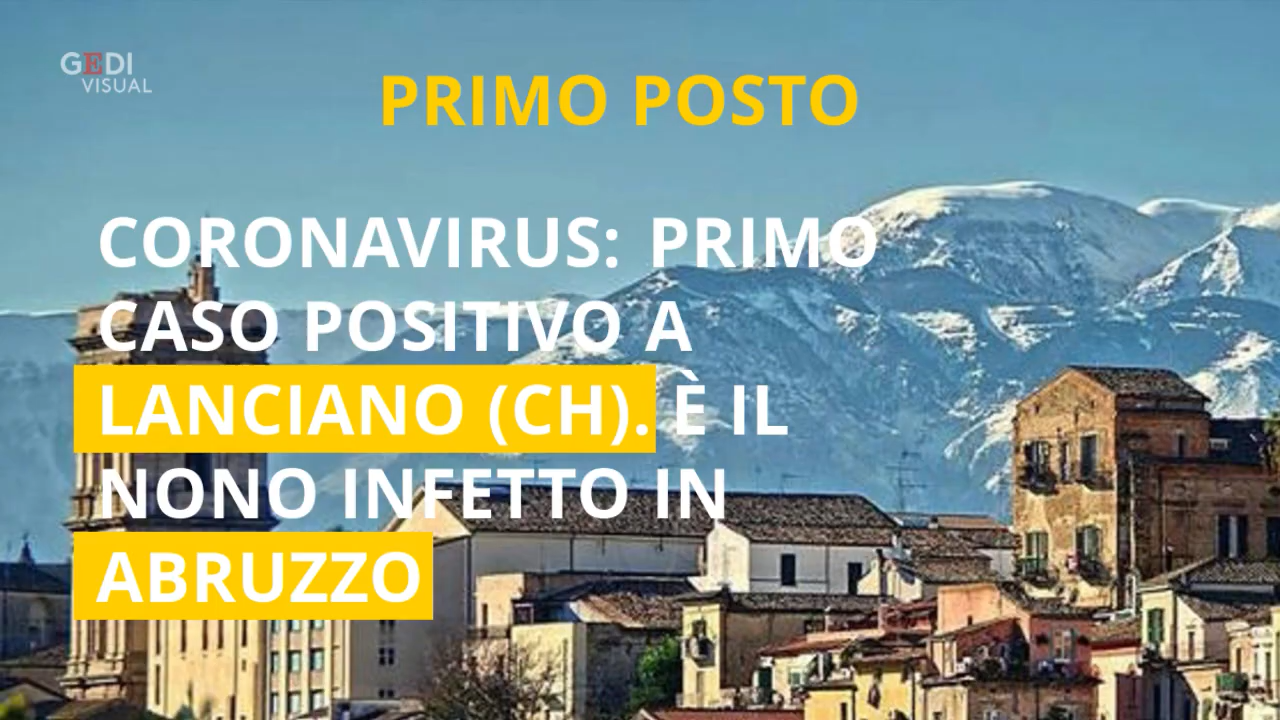 GEDI
VISUAL
PRIMO POSTO
CORONAVIRUS: PRIMO
CASO POSITIVO A
LANCIANO (CH). È IL
NONO INFETTO IN
ABRUZZO